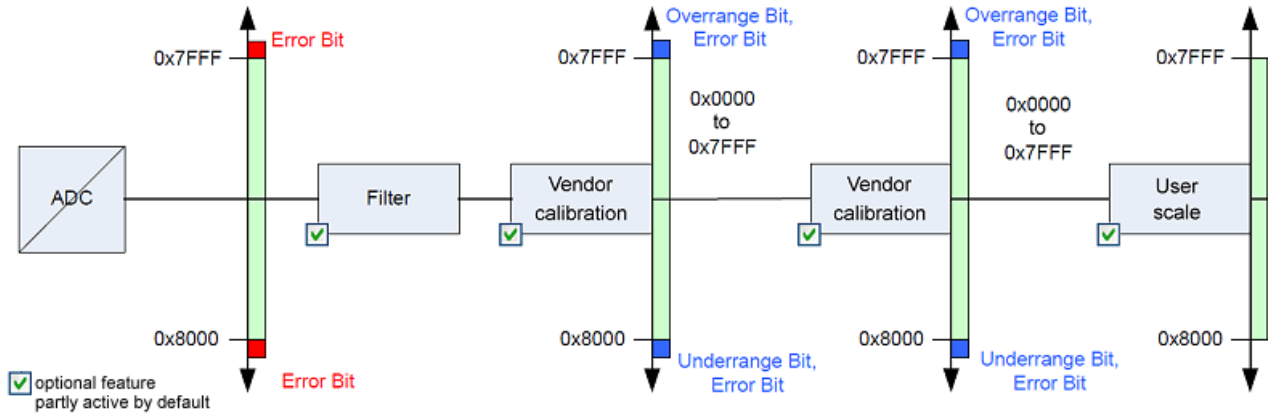 Error Bit
0x7FFF
Overrange Bit,
Error Bit
0x7FFF
0x0000
to
0x7FFF
Overrange Bit,
Error Bit
0x7FFF
0x0000
to
0x7FFF
0x7FFF
ADC
Filter
Vendor
calibration
Vendor
calibration
User
scale
0x8000
Error Bit
0x8000
Underrange Bit,
Error Bit
0x8000
Underrange Bit,
Error Bit
0x8000
optional feature
partly active by default